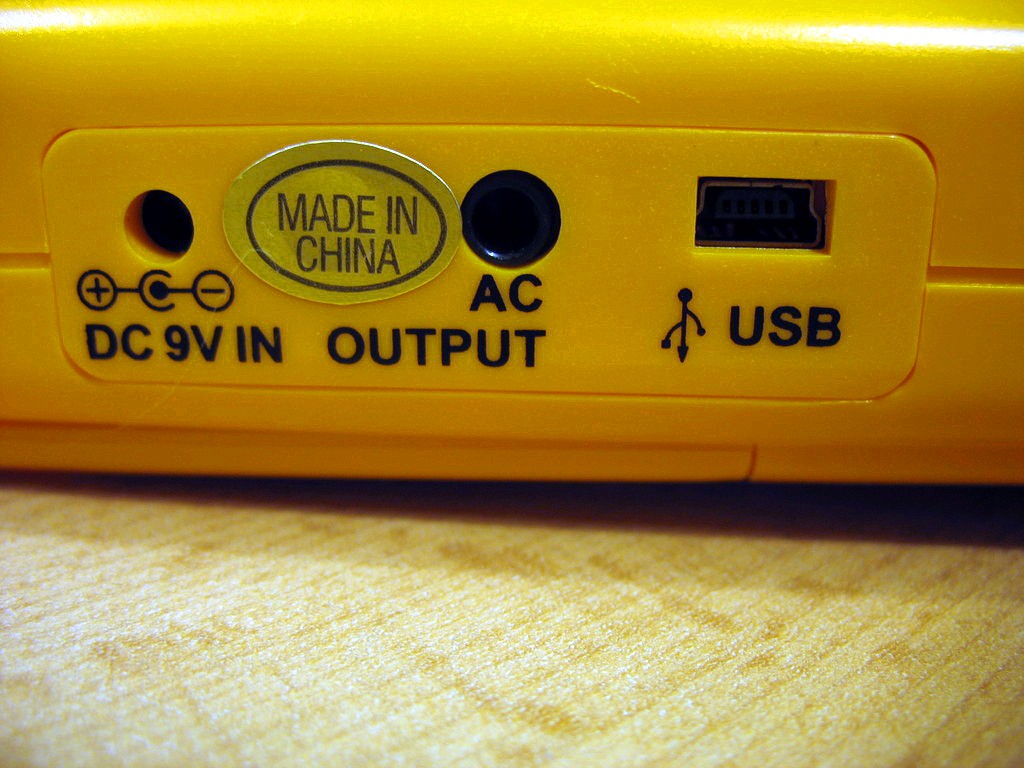 MADE IN
CHINA
DC 9V IN
AC
OUTPUT
USB